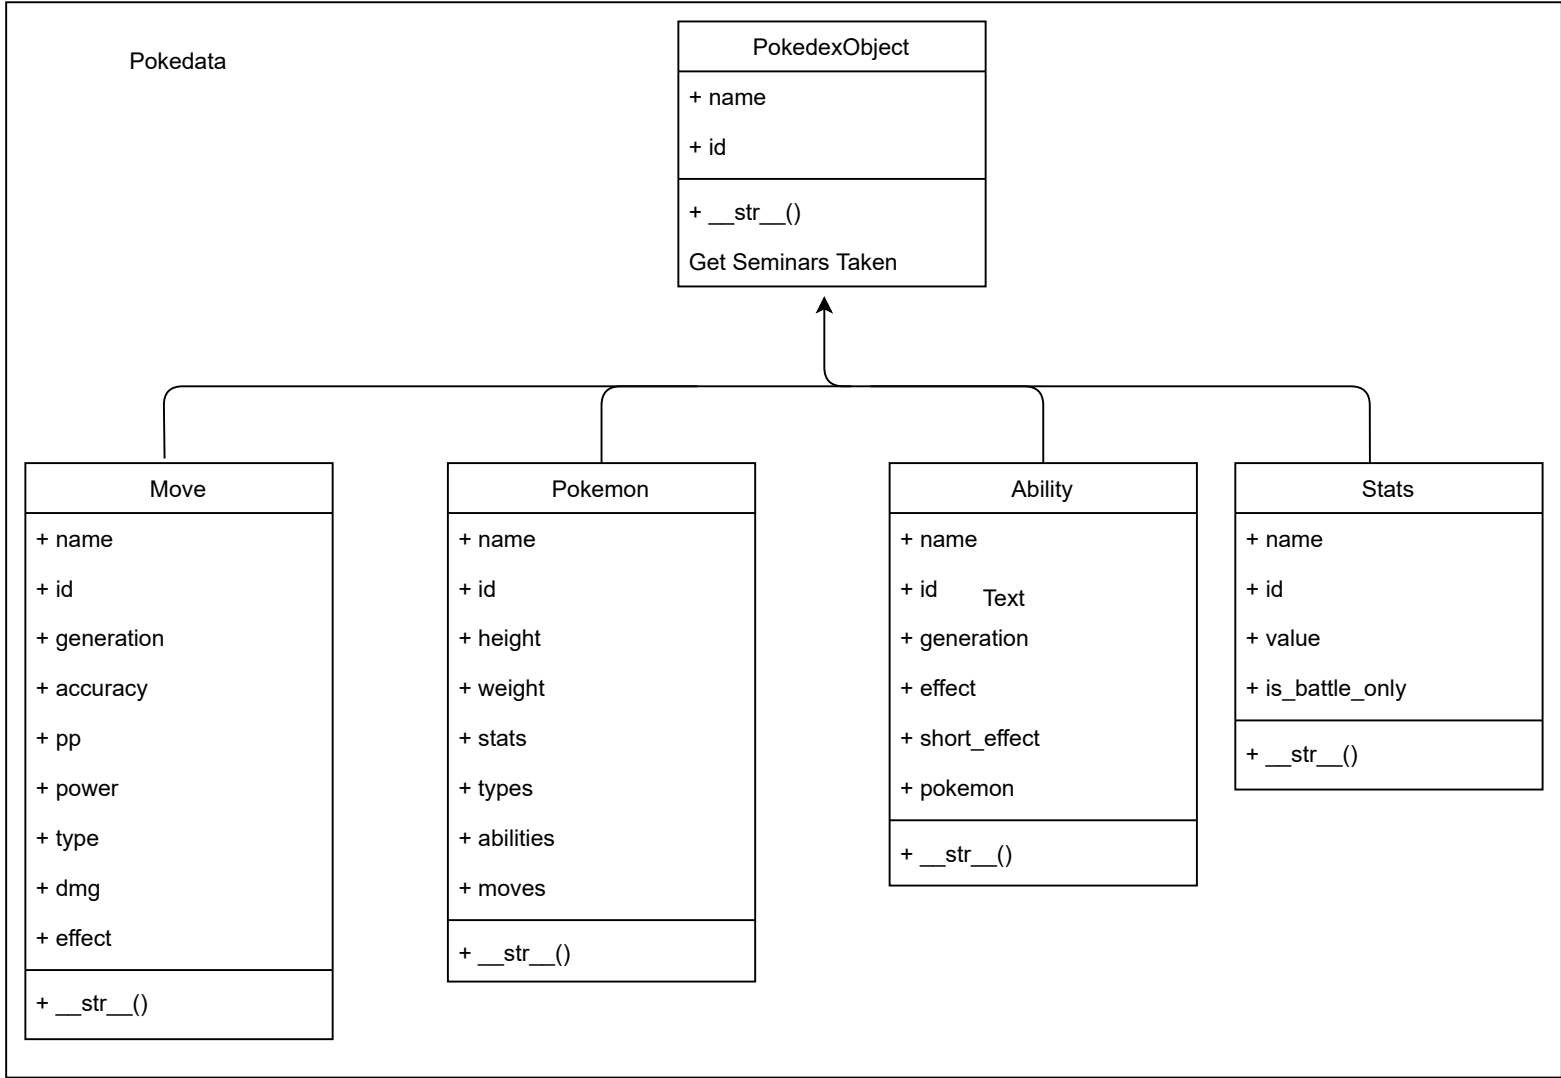 Pokedata
PokedexObject
+ name
+ id
+ __str__()
Get Seminars Taken
Move
+ name
+ id
+ generation
+ accuracy
+ pp
+ power
+ type
+ dmg
+ effect
+ __str__()
Pokemon
+ name
+ id
+ height
+ weight
+ stats
+ types
+ abilities
+ moves
+ __str__()
Ability
+ name
+ id
Text
+ generation
+ effect
+ short_effect
+ pokemon
+ __str__()
Stats
+ name
+ id
+ value
+ is_battle_only
+ __str__()